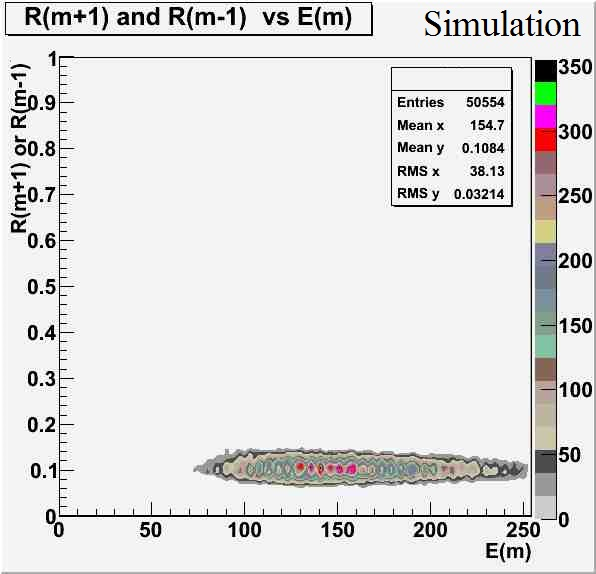 R(m+1) and R(m-1) vs E(m)
Simulation
R(m+1) or R(m-1)
1
0.9
0.8
0.7
0.6
0.5
0.4
0.3
0.2
0.1
0
Entries 50554
Mean x 154.7
Mean y 0.1084
RMS x 38.13
RMS y 0.03214
350
300
250
200
150
100
50
0
0 50 100 150 200 250
E(m)